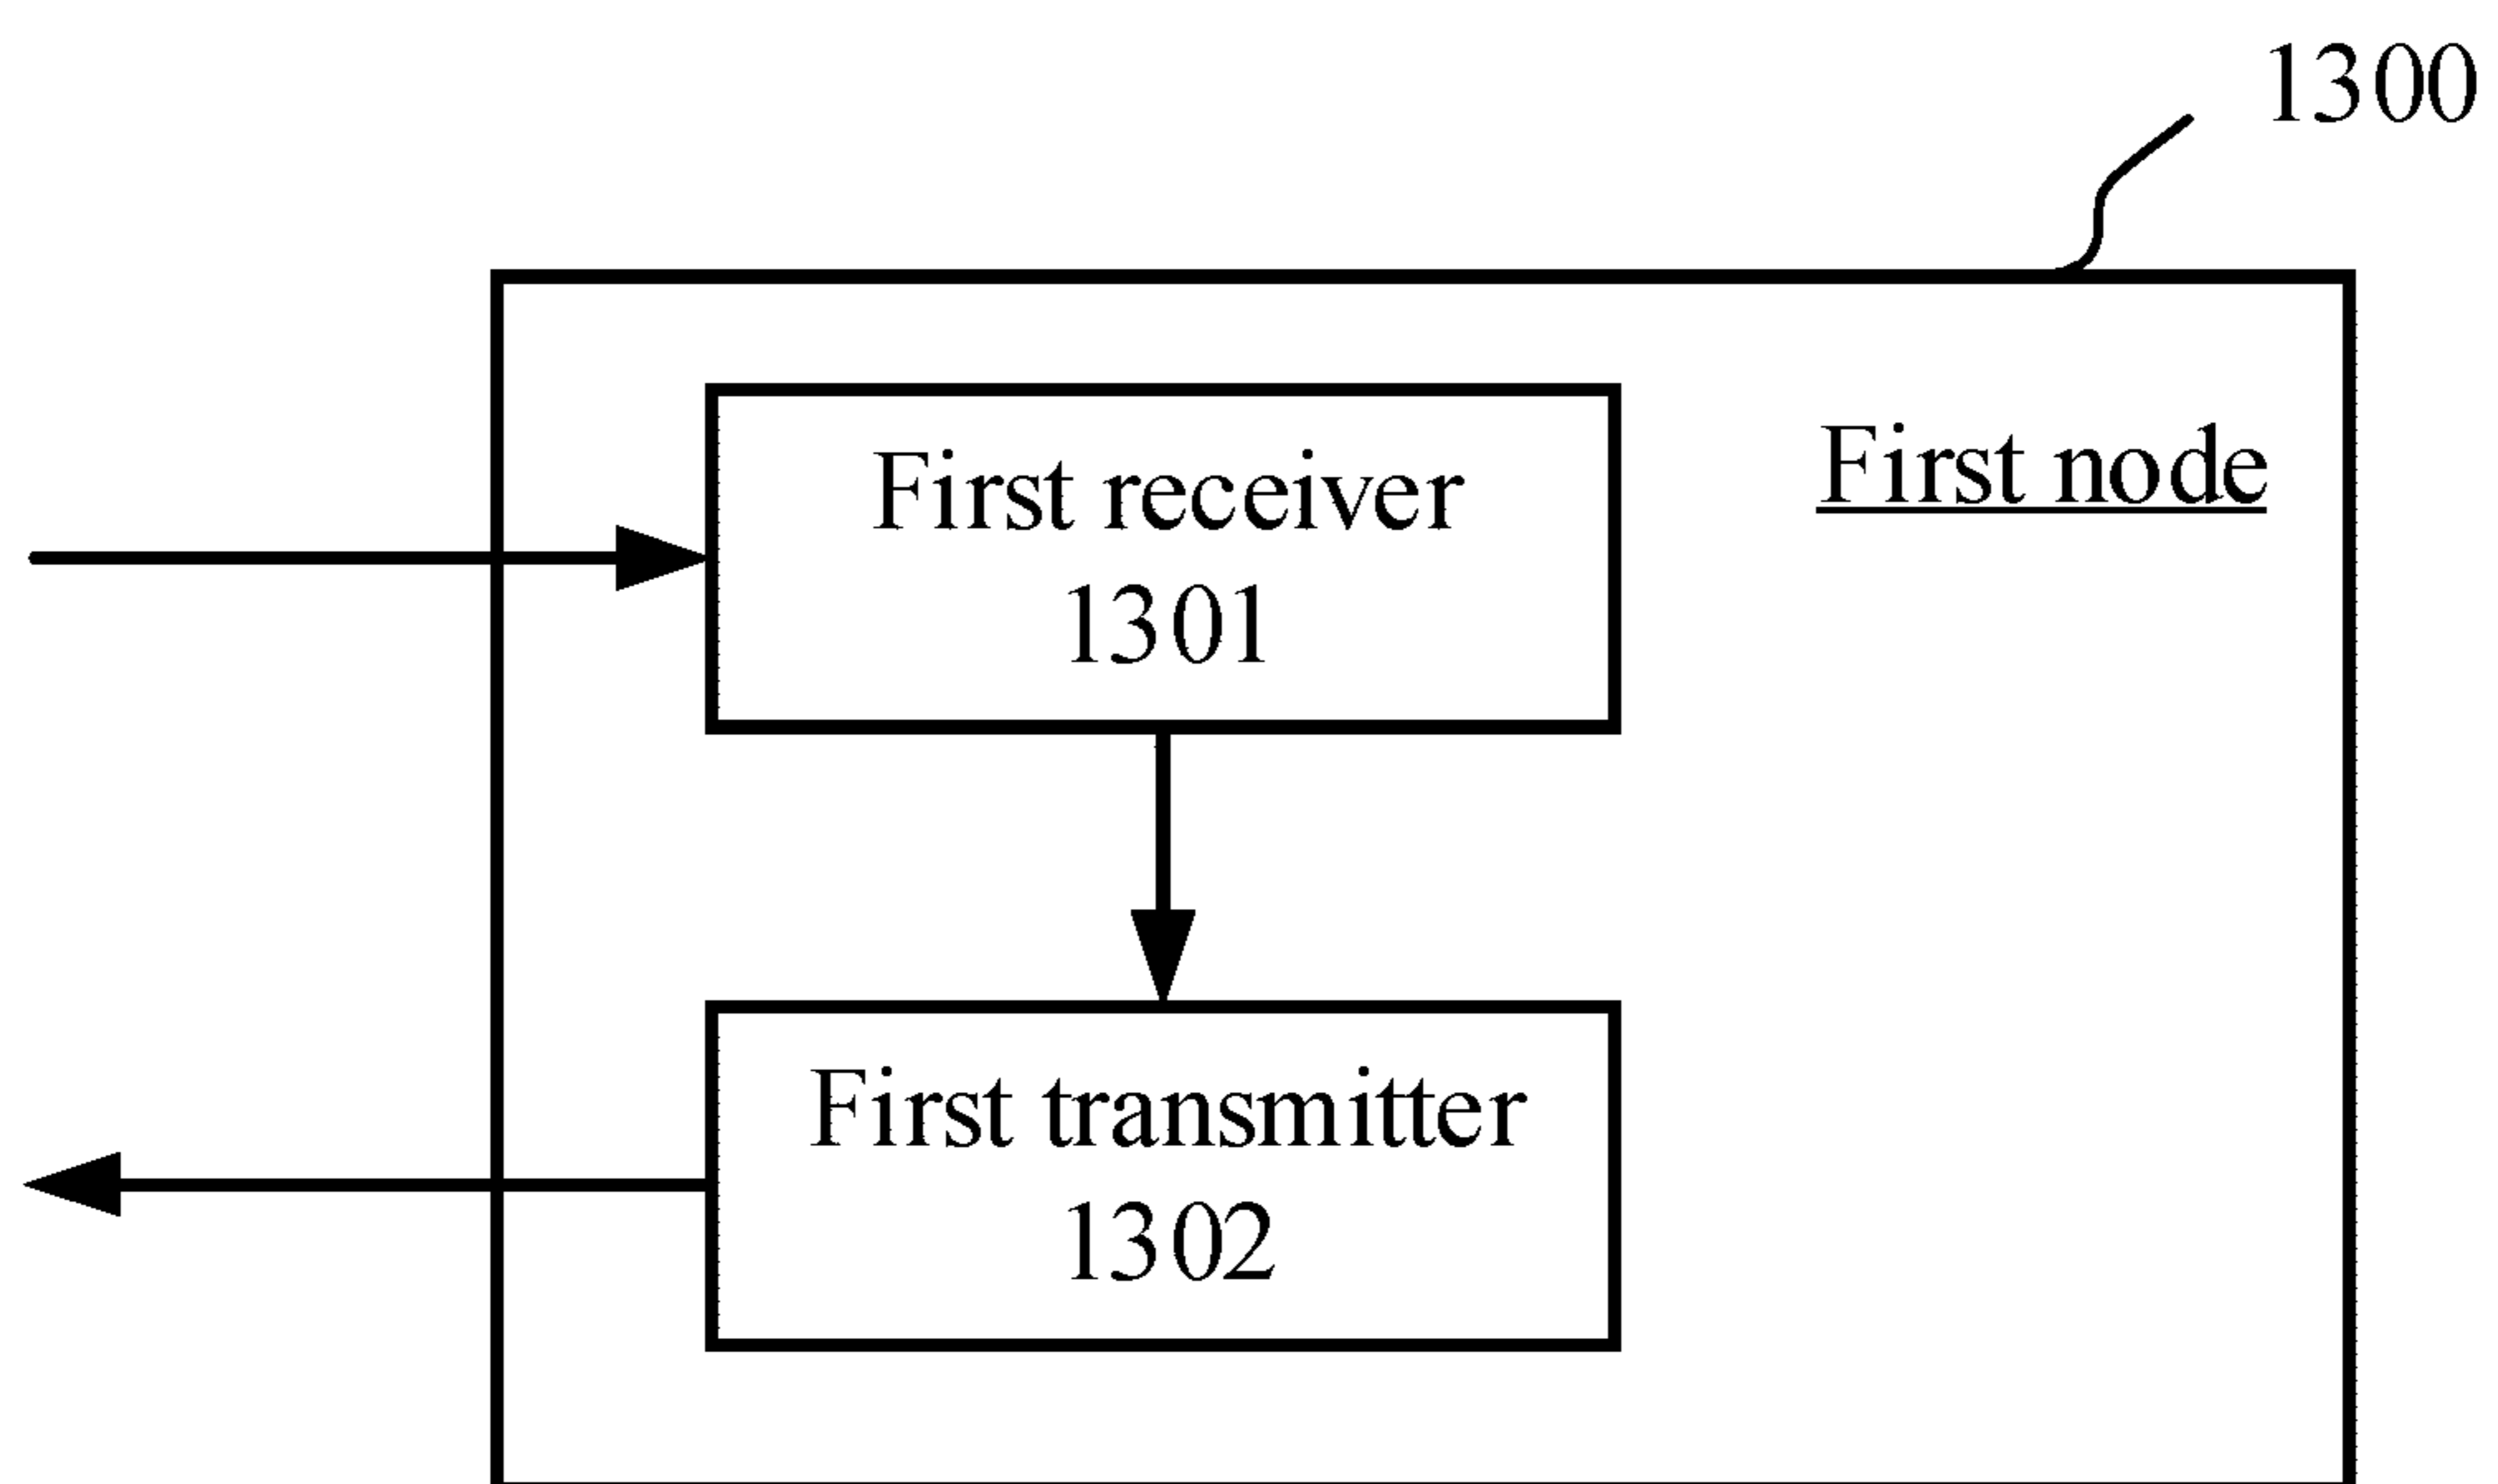 1300
First node
First receiver
1301
First transmitter
1302